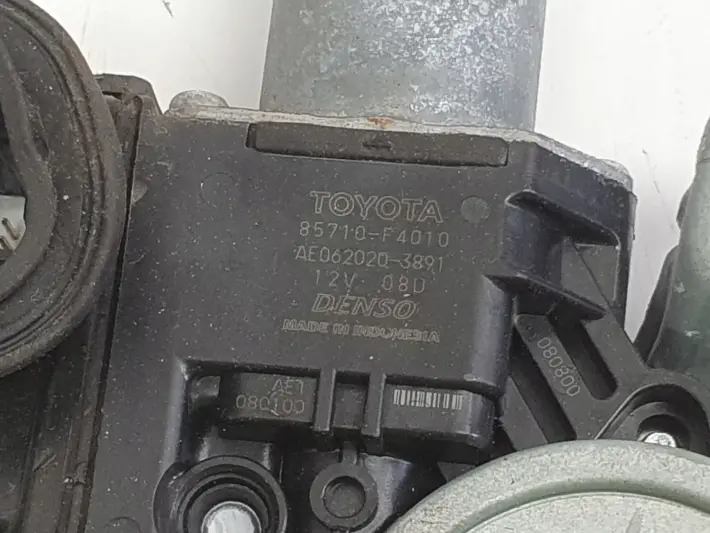 TOYOTA
85710-F4010
AE062020-3891
12V 08D
DENSO
MADE IN INDONESIA
AE1
080100
080800